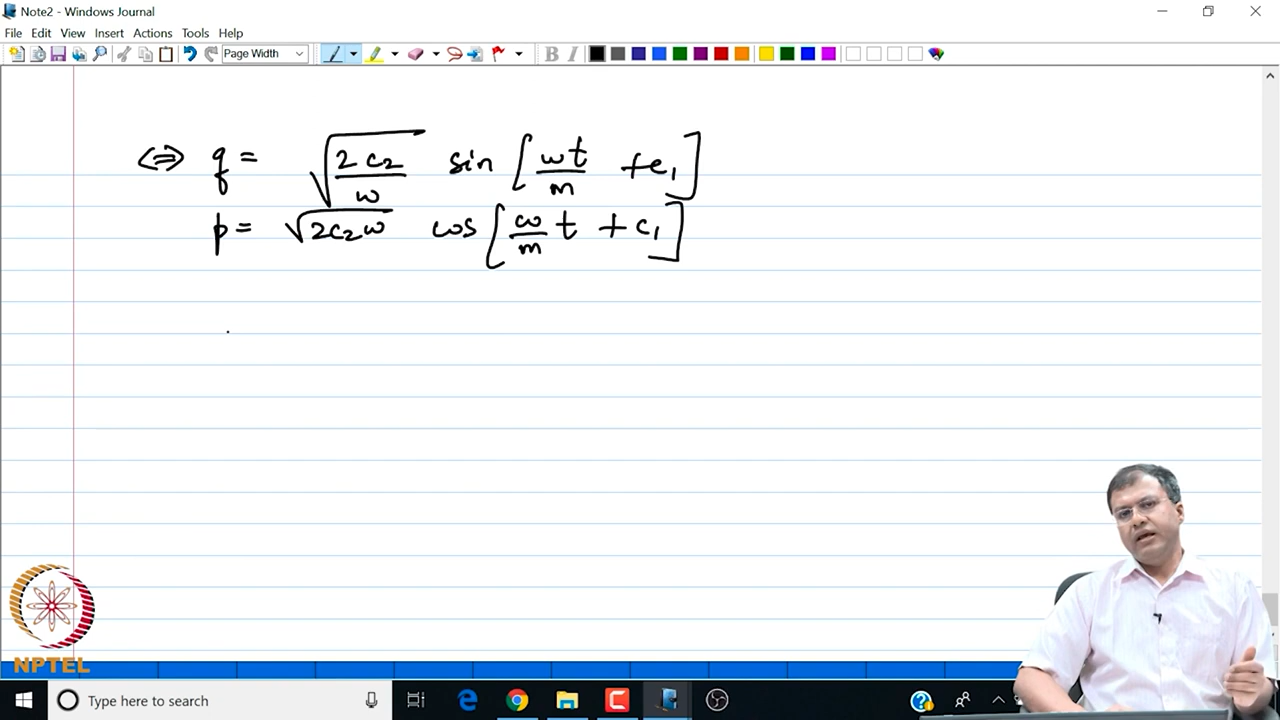 Note2 - Windows Journal
File Edit View Insert Actions Tools Help
Page Width B I
⇔ q = √(2c₂/ω) sin [ωt/m + c₁]
p = √(2c₂ω) cos [ω/m t + c₁]
NPTEL
Type here to search